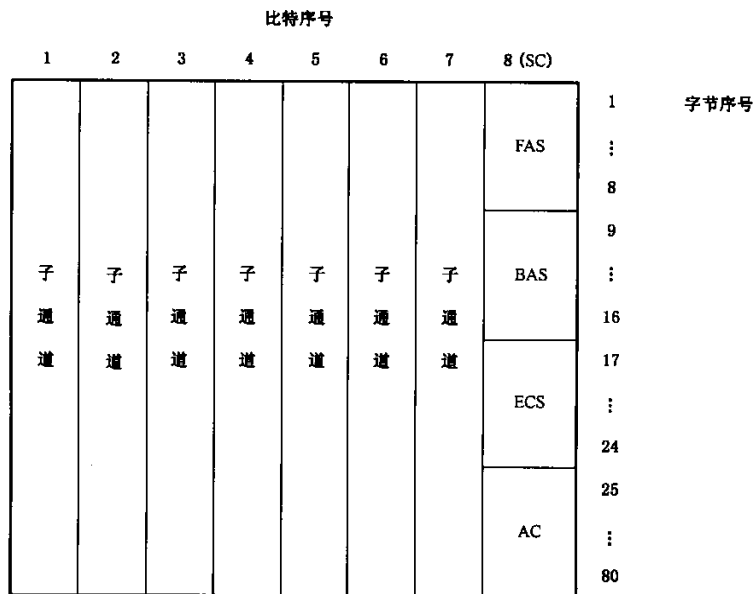 比特序号
1 2 3 4 5 6 7 8 (SC)
1 字节序号
FAS ⋮
8
9
子 子 子 子 子 子 子 BAS ⋮
通 通 通 通 通 通 通 16
道 道 道 道 道 道 道 17
ECS ⋮
24
25
AC ⋮
80